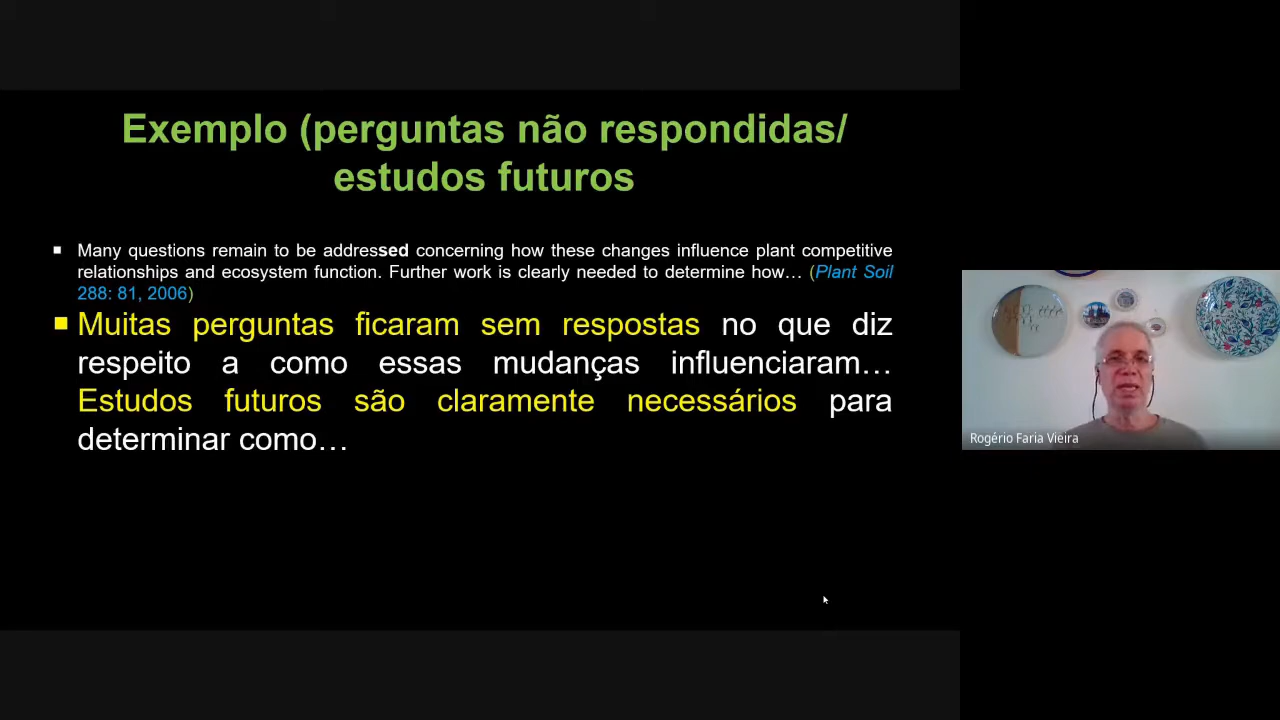 Exemplo (perguntas não respondidas/
estudos futuros
Many questions remain to be addressed concerning how these changes influence plant competitive
relationships and ecosystem function. Further work is clearly needed to determine how… (Plant Soil
288: 81, 2006)
Muitas perguntas ficaram sem respostas no que diz
respeito a como essas mudanças influenciaram…
Estudos futuros são claramente necessários para
determinar como…
Rogério Faria Vieira